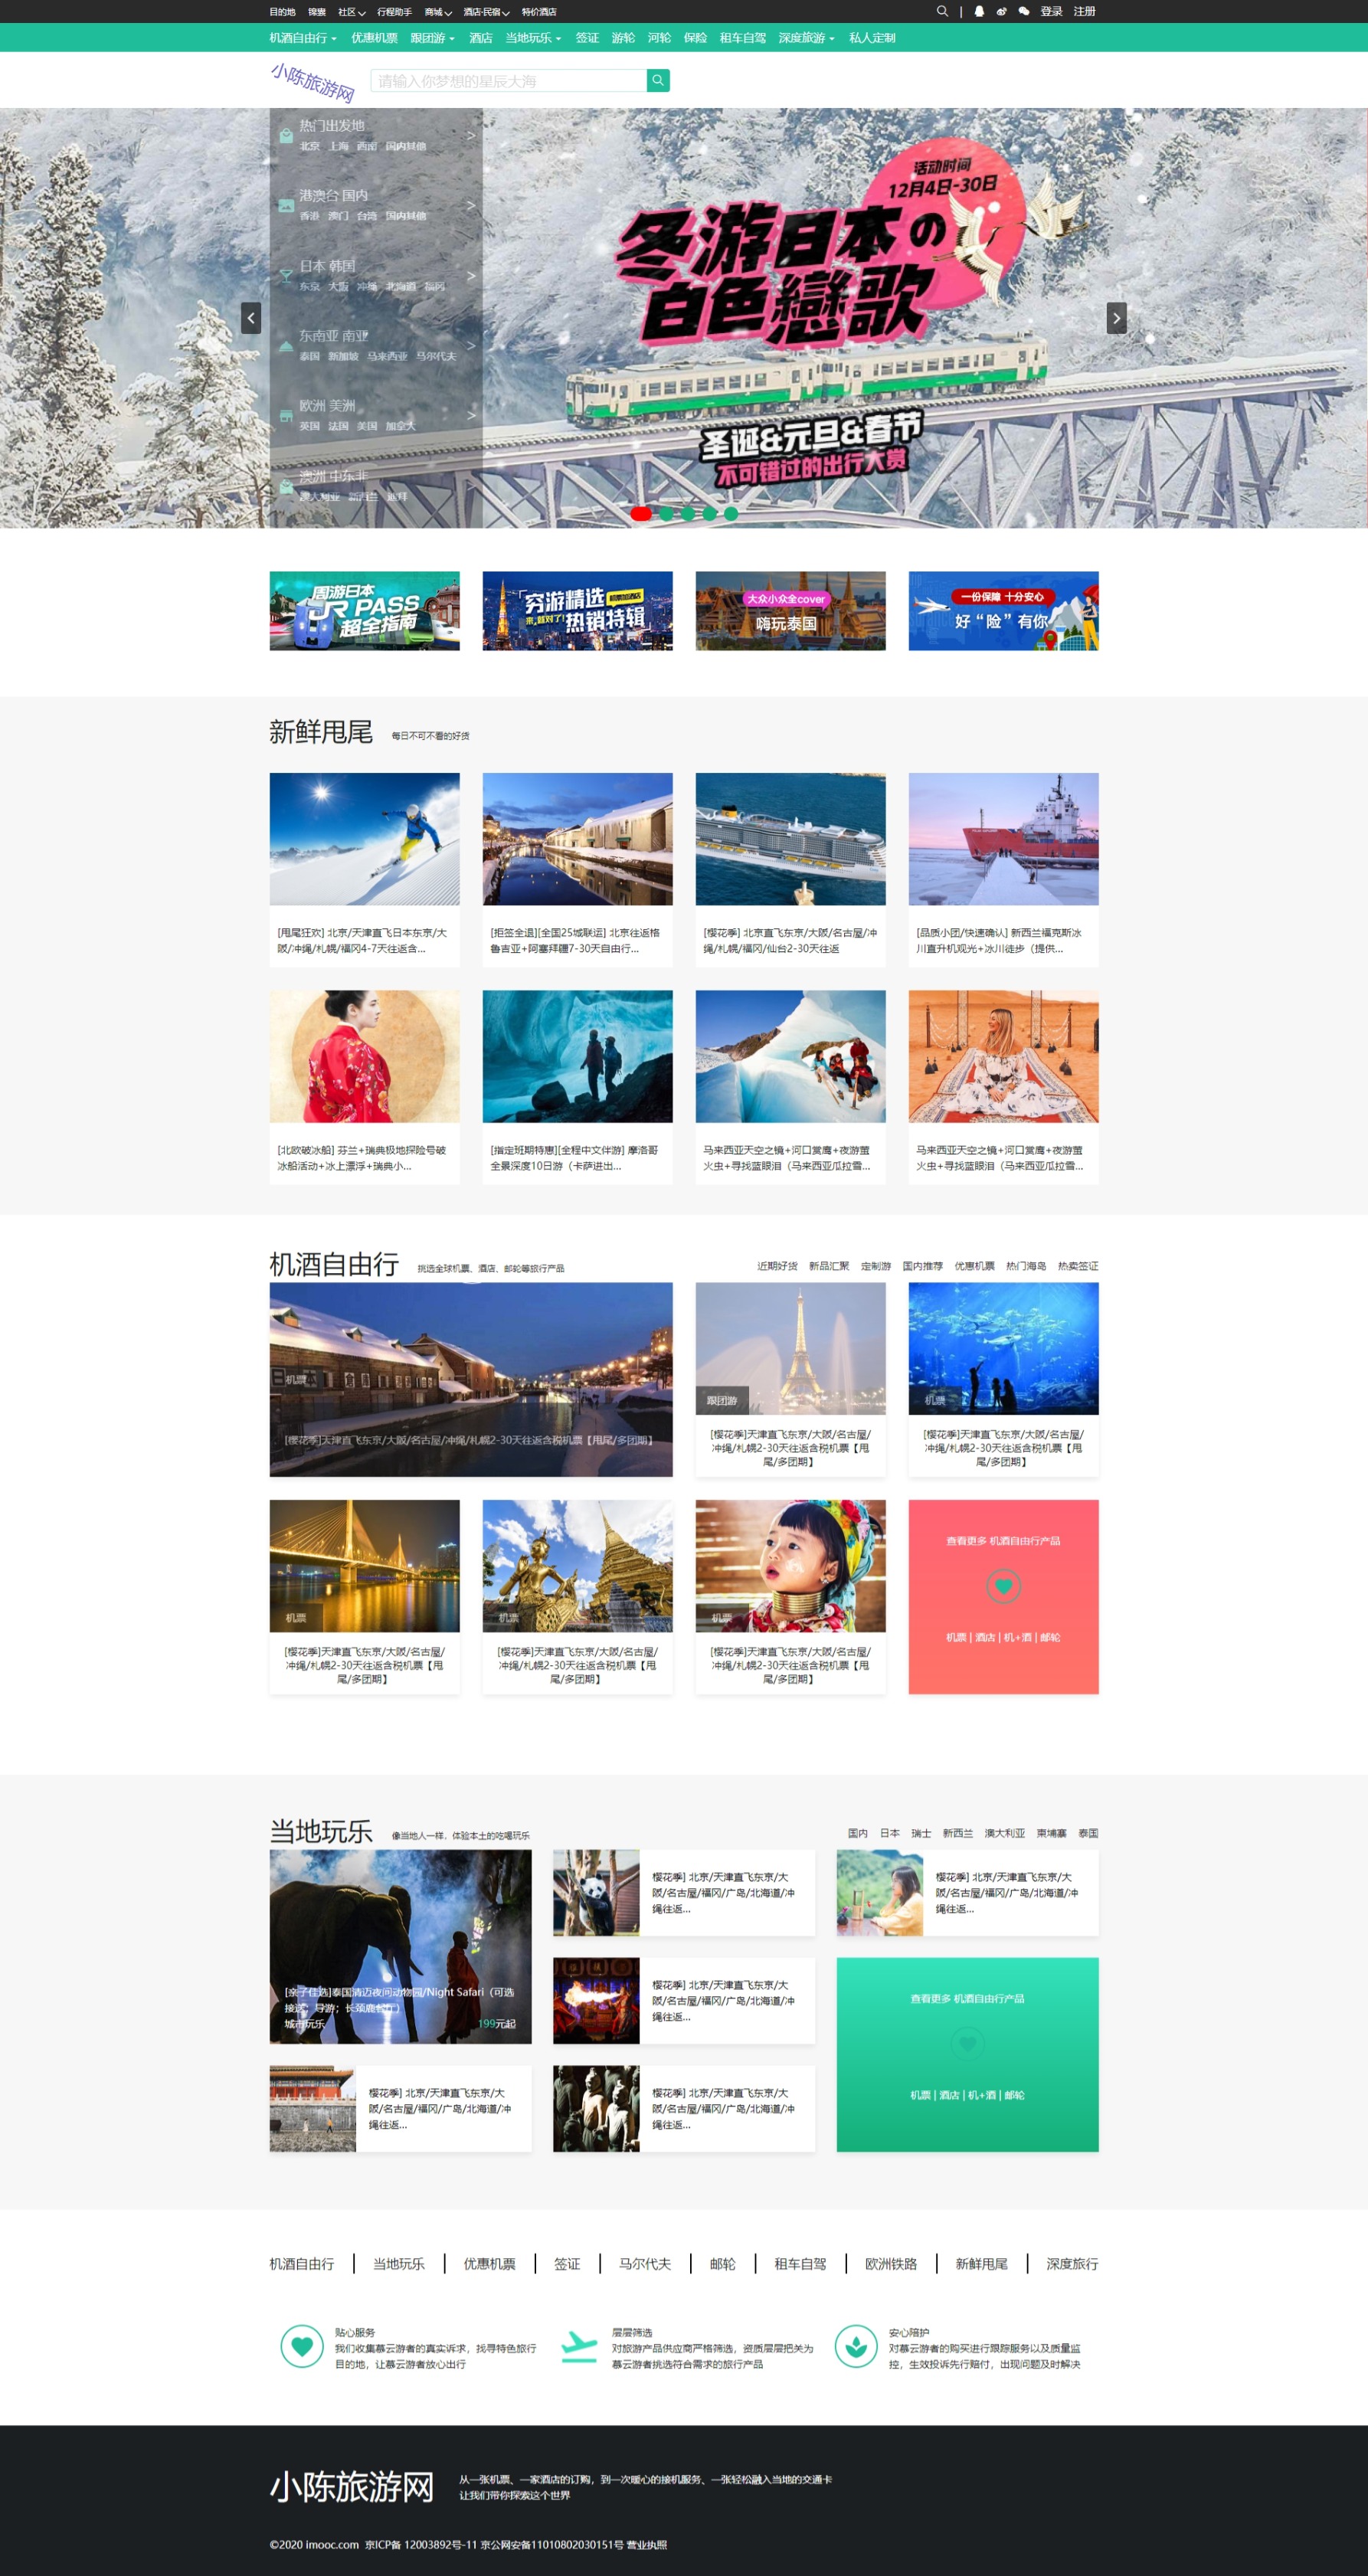 目的地 锦囊 社区 行程助手 商城 酒店·民宿 特价酒店 | 登录 注册
机酒自由行 优惠机票 跟团游 酒店 当地玩乐 签证 游轮 河轮 保险 租车自驾 深度旅游 私人定制
小陈旅游网
请输入你梦想的星辰大海
热门出发地 >
北京 上海 西南 国内其他
港澳台 国内 >
香港 澳门 台湾 国内其他
日本 韩国 >
东京 大阪 冲绳 北海道 福冈
东南亚 南亚 >
泰国 新加坡 马来西亚 马尔代夫
欧洲 美洲 >
英国 法国 美国 加拿大
澳洲 中东非 >
澳大利亚 新西兰 迪拜
活动时间
12月4日-30日
冬游日本の
白色戀歌
圣诞&元旦&春节
不可错过的出行大赏
周游日本
JR PASS
超全指南
穷游精选
来,就对了!
热销特辑
大众小众全cover
嗨玩泰国
一份保障 十分安心
好“险”有你
新鲜甩尾 每日不可不看的好货
[甩尾狂欢] 北京/天津直飞日本东京/大
阪/冲绳/札幌/福冈4-7天往返含...
[拒签全退][全国25城联运] 北京往返格
鲁吉亚+阿塞拜疆7-30天自由行...
[樱花季] 北京直飞东京/大阪/名古屋/冲
绳/札幌/福冈/仙台2-30天往返
[品质小团/快速确认] 新西兰福克斯冰
川直升机观光+冰川徒步（提供...
[北欧破冰船] 芬兰+瑞典极地探险号破
冰船活动+冰上漂浮+瑞典小...
[指定班期特惠][全程中文伴游] 摩洛哥
全景深度10日游（卡萨进出...
马来西亚天空之镜+河口赏鹰+夜游萤
火虫+寻找蓝眼泪（马来西亚瓜拉雪...
马来西亚天空之镜+河口赏鹰+夜游萤
火虫+寻找蓝眼泪（马来西亚瓜拉雪...
机酒自由行 挑选全球机票、酒店、邮轮等旅行产品
近期好货 新品汇聚 定制游 国内推荐 优惠机票 热门海岛 热卖签证
机票
[樱花季]天津直飞东京/大阪/名古屋/冲绳/札幌2-30天往返含税机票【甩尾/多团期】
跟团游
[樱花季]天津直飞东京/大阪/名古屋/
冲绳/札幌2-30天往返含税机票【甩
尾/多团期】
机票
[樱花季]天津直飞东京/大阪/名古屋/
冲绳/札幌2-30天往返含税机票【甩
尾/多团期】
机票
[樱花季]天津直飞东京/大阪/名古屋/
冲绳/札幌2-30天往返含税机票【甩
尾/多团期】
机票
[樱花季]天津直飞东京/大阪/名古屋/
冲绳/札幌2-30天往返含税机票【甩
尾/多团期】
机票
[樱花季]天津直飞东京/大阪/名古屋/
冲绳/札幌2-30天往返含税机票【甩
尾/多团期】
查看更多 机酒自由行产品
机票 | 酒店 | 机+酒 | 邮轮
当地玩乐 像当地人一样，体验本土的吃喝玩乐
国内 日本 瑞士 新西兰 澳大利亚 柬埔寨 泰国
[亲子佳选]泰国清迈夜间动物园/Night Safari（可选
接送；导游；长颈鹿餐厅）
城市玩乐 199元起
樱花季] 北京/天津直飞东京/大
阪/名古屋/福冈/广岛/北海道/冲
绳往返...
樱花季] 北京/天津直飞东京/大
阪/名古屋/福冈/广岛/北海道/冲
绳往返...
樱花季] 北京/天津直飞东京/大
阪/名古屋/福冈/广岛/北海道/冲
绳往返...
查看更多 机酒自由行产品
机票 | 酒店 | 机+酒 | 邮轮
樱花季] 北京/天津直飞东京/大
阪/名古屋/福冈/广岛/北海道/冲
绳往返...
樱花季] 北京/天津直飞东京/大
阪/名古屋/福冈/广岛/北海道/冲
绳往返...
机酒自由行 | 当地玩乐 | 优惠机票 | 签证 | 马尔代夫 | 邮轮 | 租车自驾 | 欧洲铁路 | 新鲜甩尾 | 深度旅行
贴心服务
我们收集慕云游者的真实诉求，找寻特色旅行
目的地，让慕云游者放心出行
层层筛选
对旅游产品供应商严格筛选，资质层层把关为
慕云游者挑选符合需求的旅行产品
安心陪护
对慕云游者的购买进行跟踪服务以及质量监
控，生效投诉先行赔付，出现问题及时解决
小陈旅游网
从一张机票、一家酒店的订购，到一次暖心的接机服务、一张轻松融入当地的交通卡
让我们带你探索这个世界
©2020 imooc.com 京ICP备 12003892号-11 京公网安备11010802030151号 营业执照